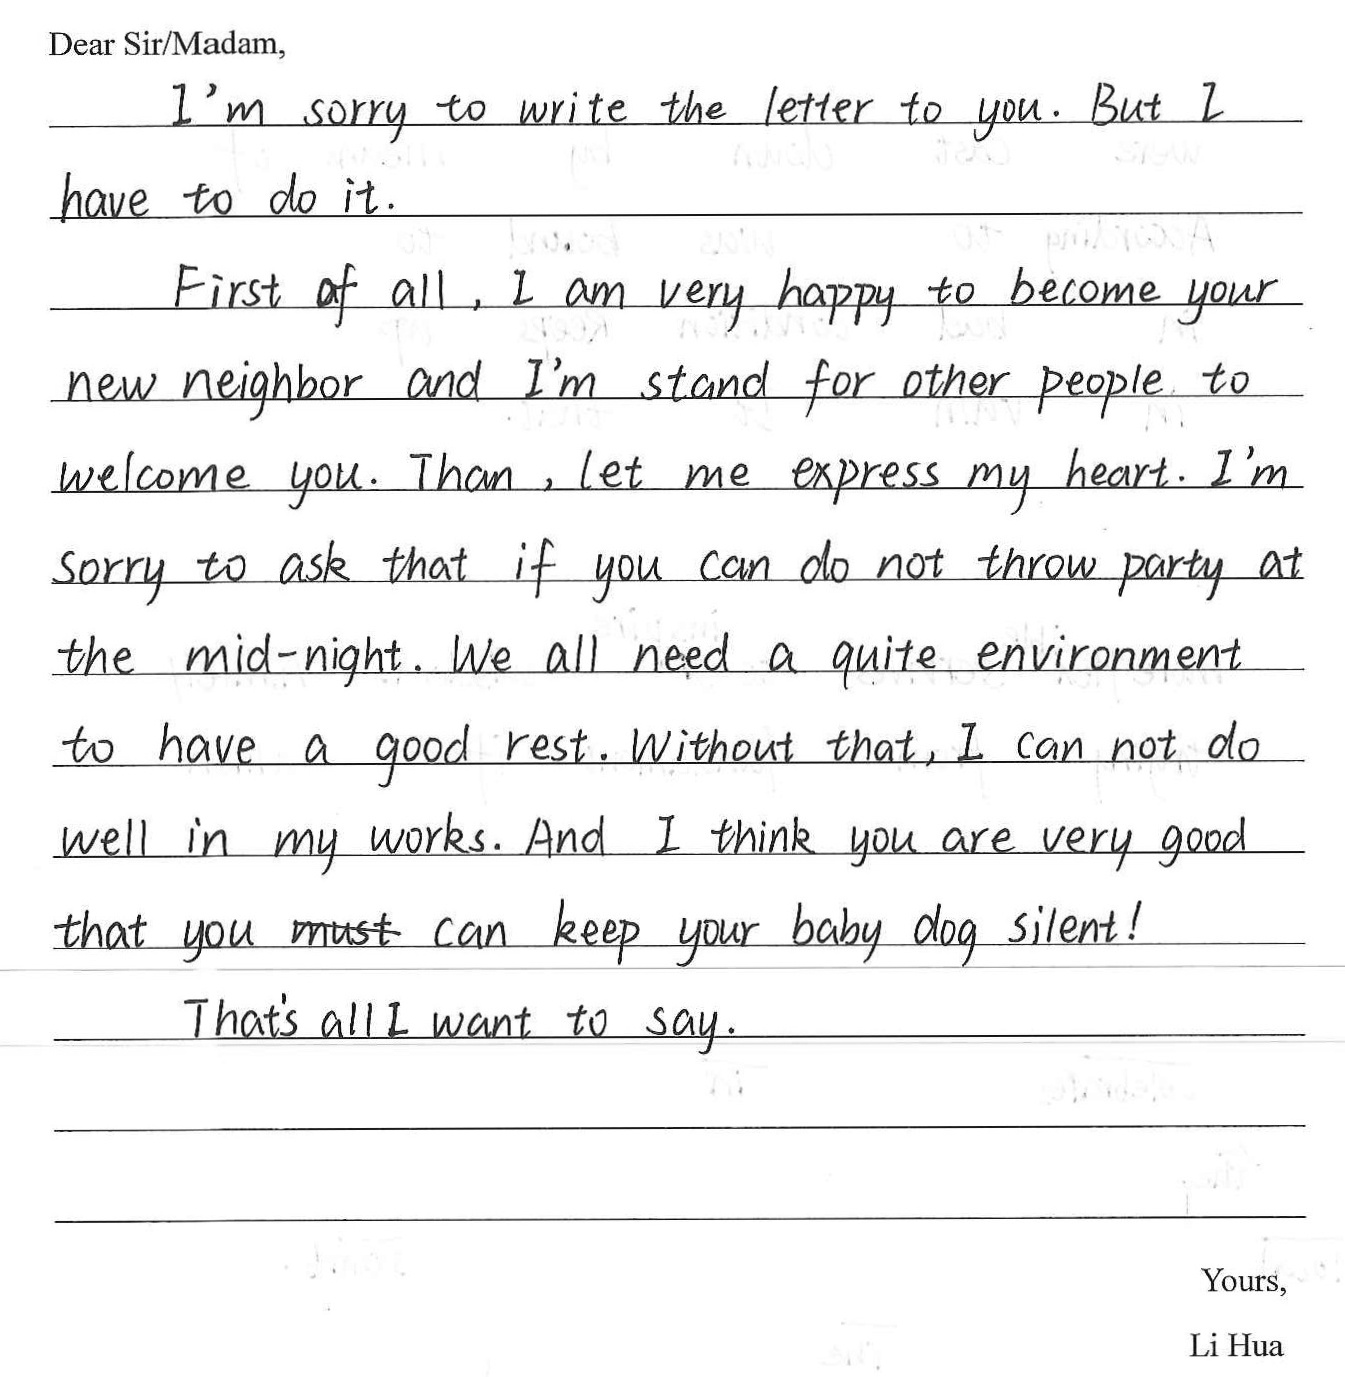 Dear Sir/Madam,
I'm sorry to write the letter to you. But I
have to do it.
First of all, I am very happy to become your
new neighbor and I'm stand for other people to
welcome you. Than, let me express my heart. I'm
sorry to ask that if you can do not throw party at
the mid-night. We all need a quite environment
to have a good rest. Without that, I can not do
well in my works. And I think you are very good
that you must can keep your baby dog silent!
That's all I want to say.
Yours,
Li Hua